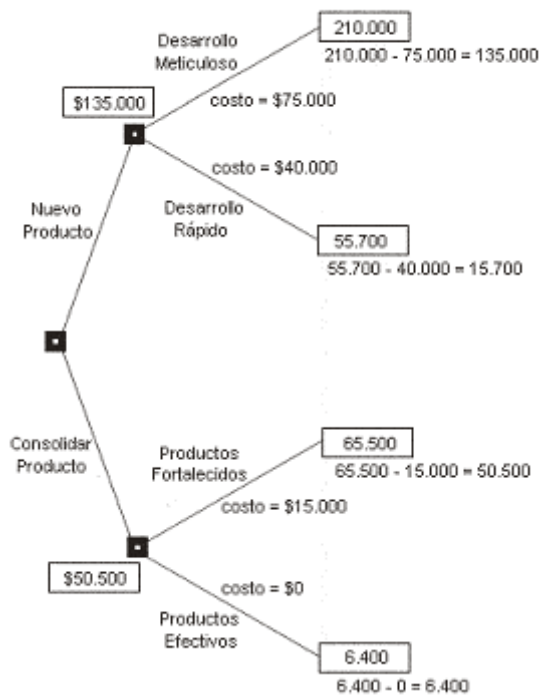 210.000
210.000 - 75.000 = 135.000
Desarrollo
Meticuloso
costo = $75.000
$135.000
costo = $40.000
Desarrollo
Rápido
Nuevo
Producto
55.700
55.700 - 40.000 = 15.700
Consolidar
Producto
Productos
Fortalecidos
65.500
65.500 - 15.000 = 50.500
costo = $15.000
$50.500
costo = $0
Productos
Efectivos
6.400
6.400 - 0 = 6.400